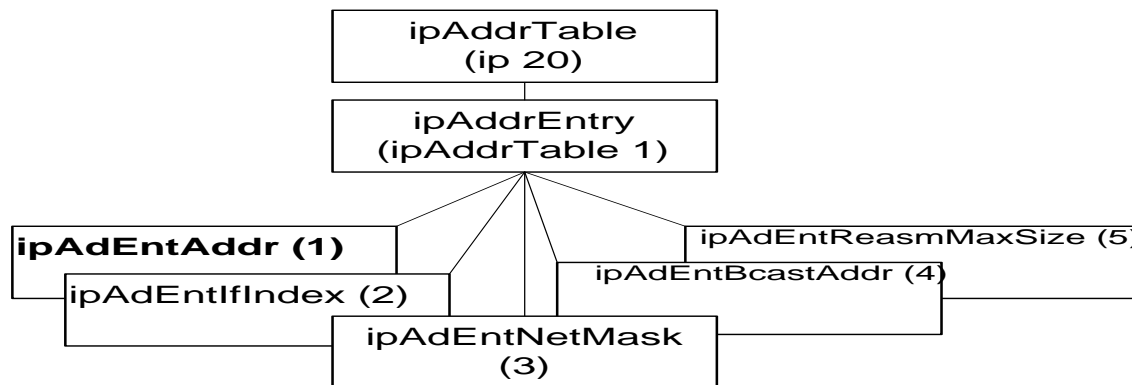 ipAddrTable
(ip 20)
ipAddrEntry
(ipAddrTable 1)
ipAdEntAddr (1)
ipAdEntReasmMaxSize (5)
ipAdEntIfIndex (2)
ipAdEntBcastAddr (4)
ipAdEntNetMask
(3)